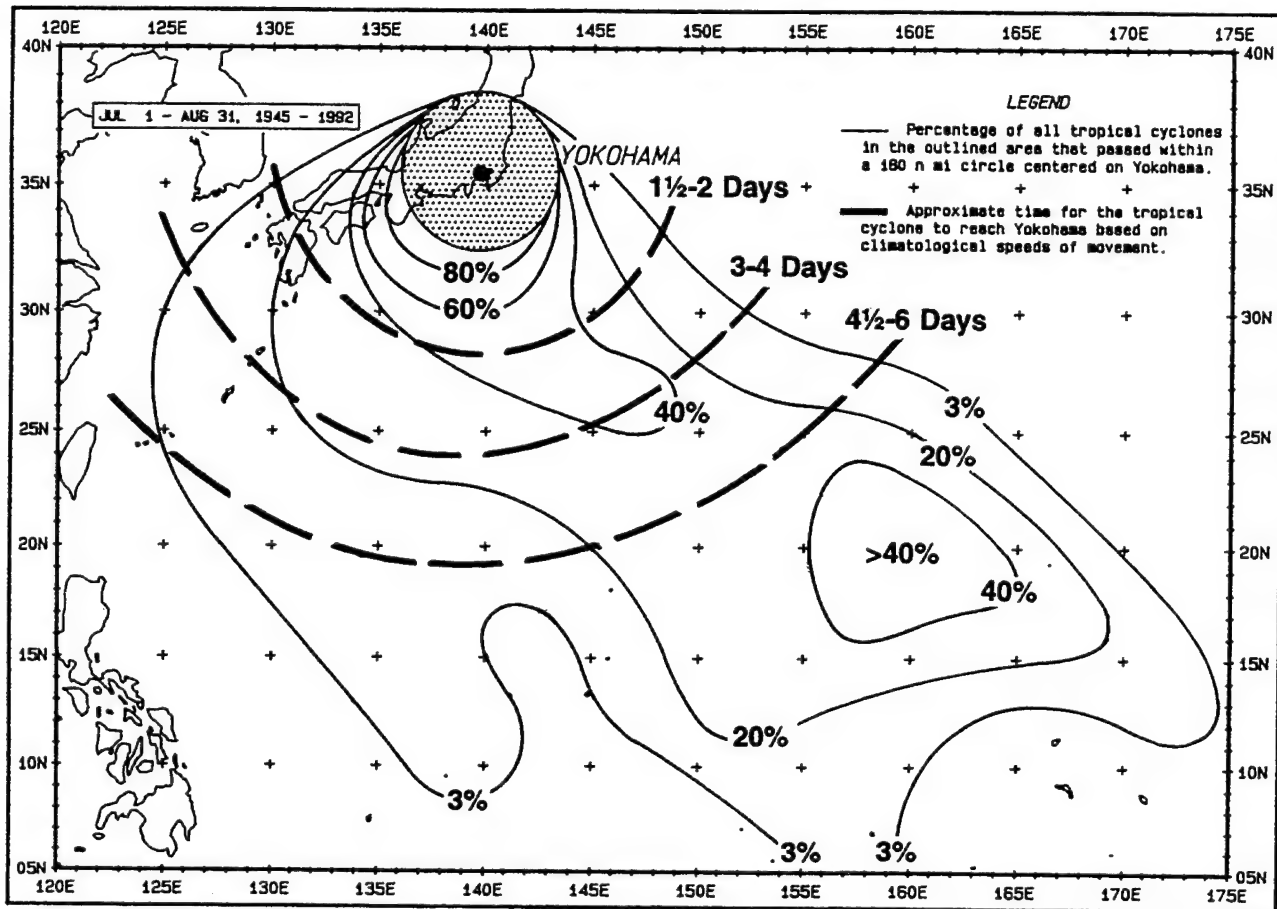 120E 125E 130E 135E 140E 145E 150E 155E 160E 165E 170E 175E
40N 40N
JUL 1 - AUG 31, 1945 - 1992
LEGEND
Percentage of all tropical cyclones
in the outlined area that passed within
a 180 n mi circle centered on Yokohama.
Approximate time for the tropical
cyclone to reach Yokohama based on
climatological speeds of movement.
YOKOHAMA
35N 35N
1½-2 Days
80%
3-4 Days
60%
30N 30N
4½-6 Days
40%
3%
25N 25N
20%
20N 20N
>40%
40%
15N 15N
20%
10N 10N
3%
3% 3%
05N 05N
120E 125E 130E 135E 140E 145E 150E 155E 160E 165E 170E 175E